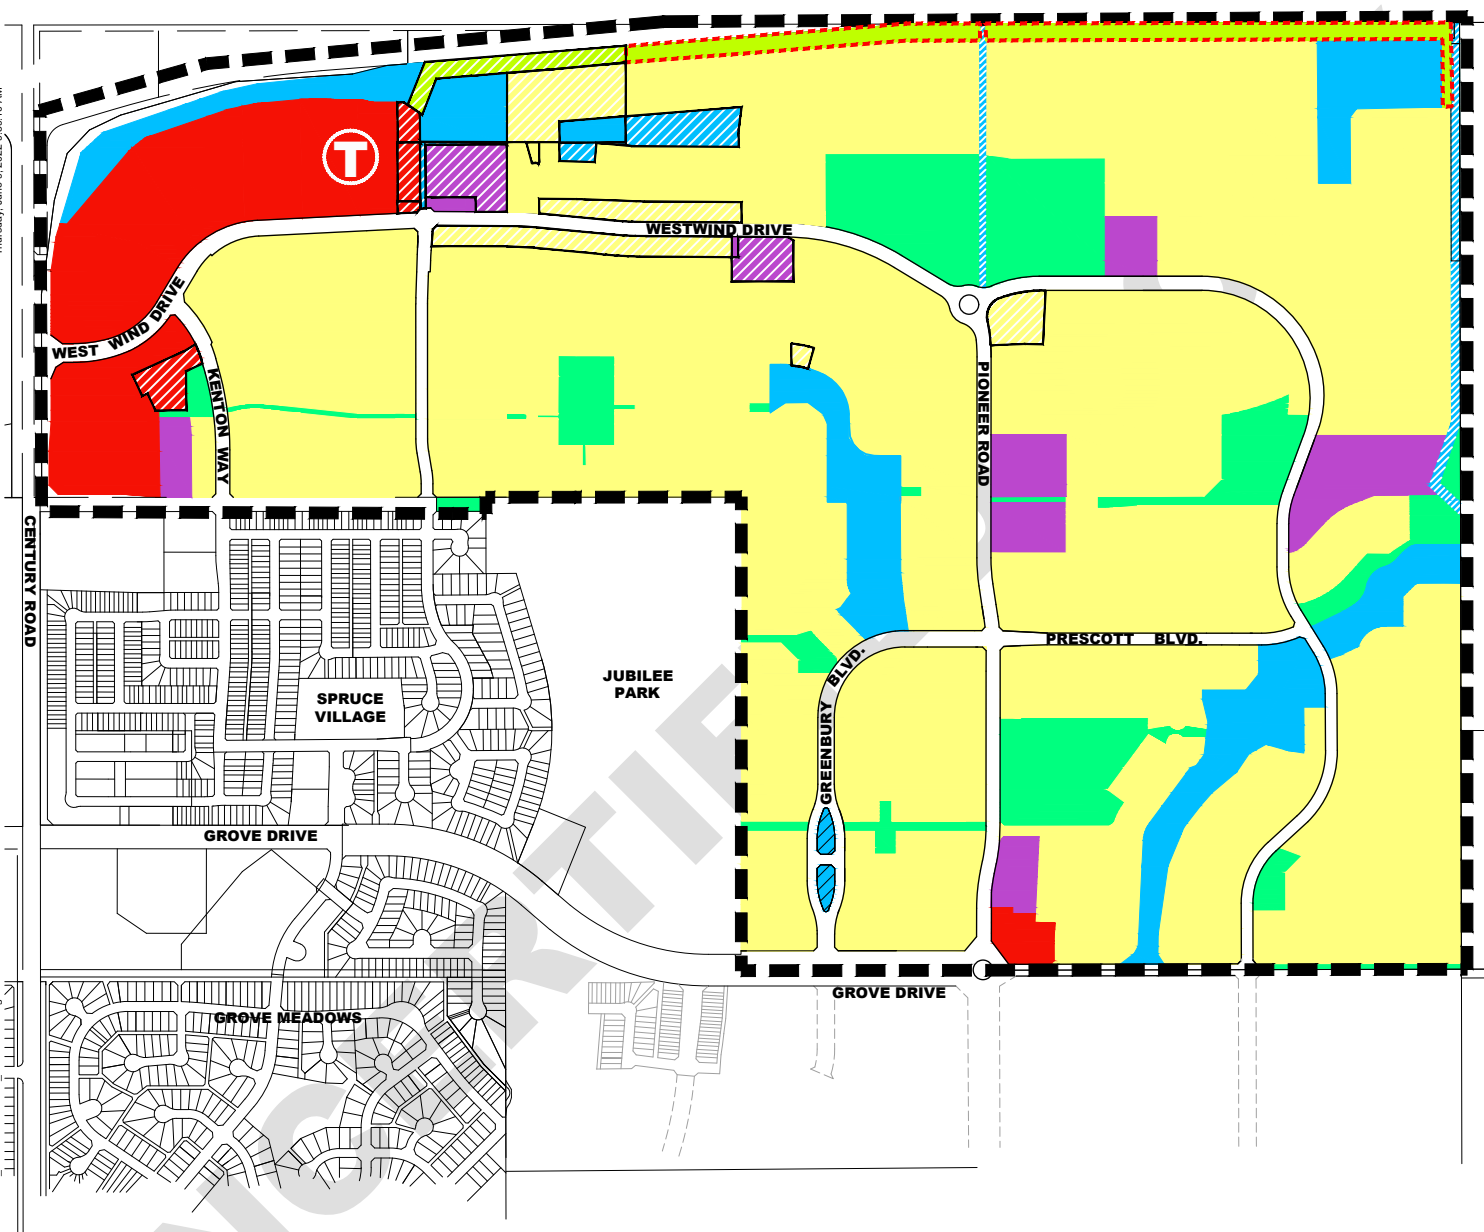 T
WESTWIND DRIVE
WEST WIND DRIVE
KENTON WAY
PIONEER ROAD
CENTURY ROAD
PRESCOTT BLVD.
JUBILEE
PARK
SPRUCE
VILLAGE
GREENBURY BLVD.
GROVE DRIVE
GROVE DRIVE
GROVE MEADOWS